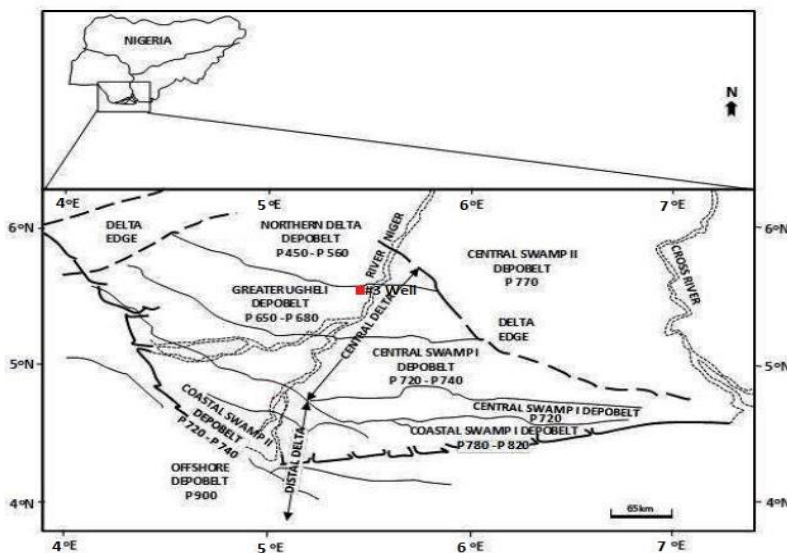 NIGERIA
N
4°E
5°E
6°E
7°E
6°N
6°N
DELTA
EDGE
NORTHERN DELTA
DEPOBELT
P 450 - P 560
RIVER NIGER
CENTRAL SWAMP II
DEPOBELT
P 770
CROSS RIVER
#3 Well
GREATER UGHELI
DEPOBELT
P 650 - P 680
CENTRAL DELTA
DELTA
EDGE
5°N
5°N
CENTRAL SWAMP I
DEPOBELT
P 720 - P 740
COASTAL SWAMP II
DEPOBELT
P 720 - P 740
CENTRAL SWAMP I DEPOBELT
P 720
COASTAL SWAMP I DEPOBELT
P 780 - P 820
DISTAL DELTA
OFFSHORE
DEPOBELT
P 900
65km
4°N
4°N
4°E
5°E
6°E
7°E